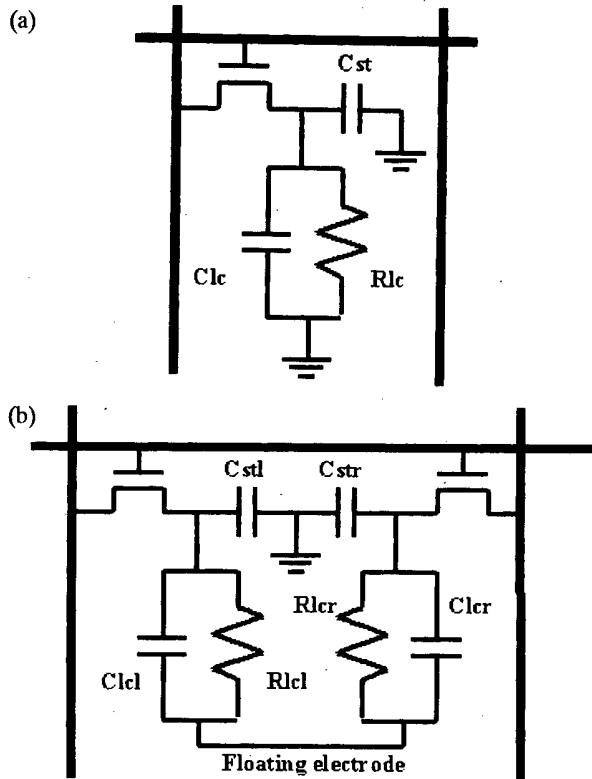 (a)
Cst
Clc
Rlc
(b)
Cstl
Cstr
Rlcr
Clcr
Clcl
Rlcl
Floating electrode